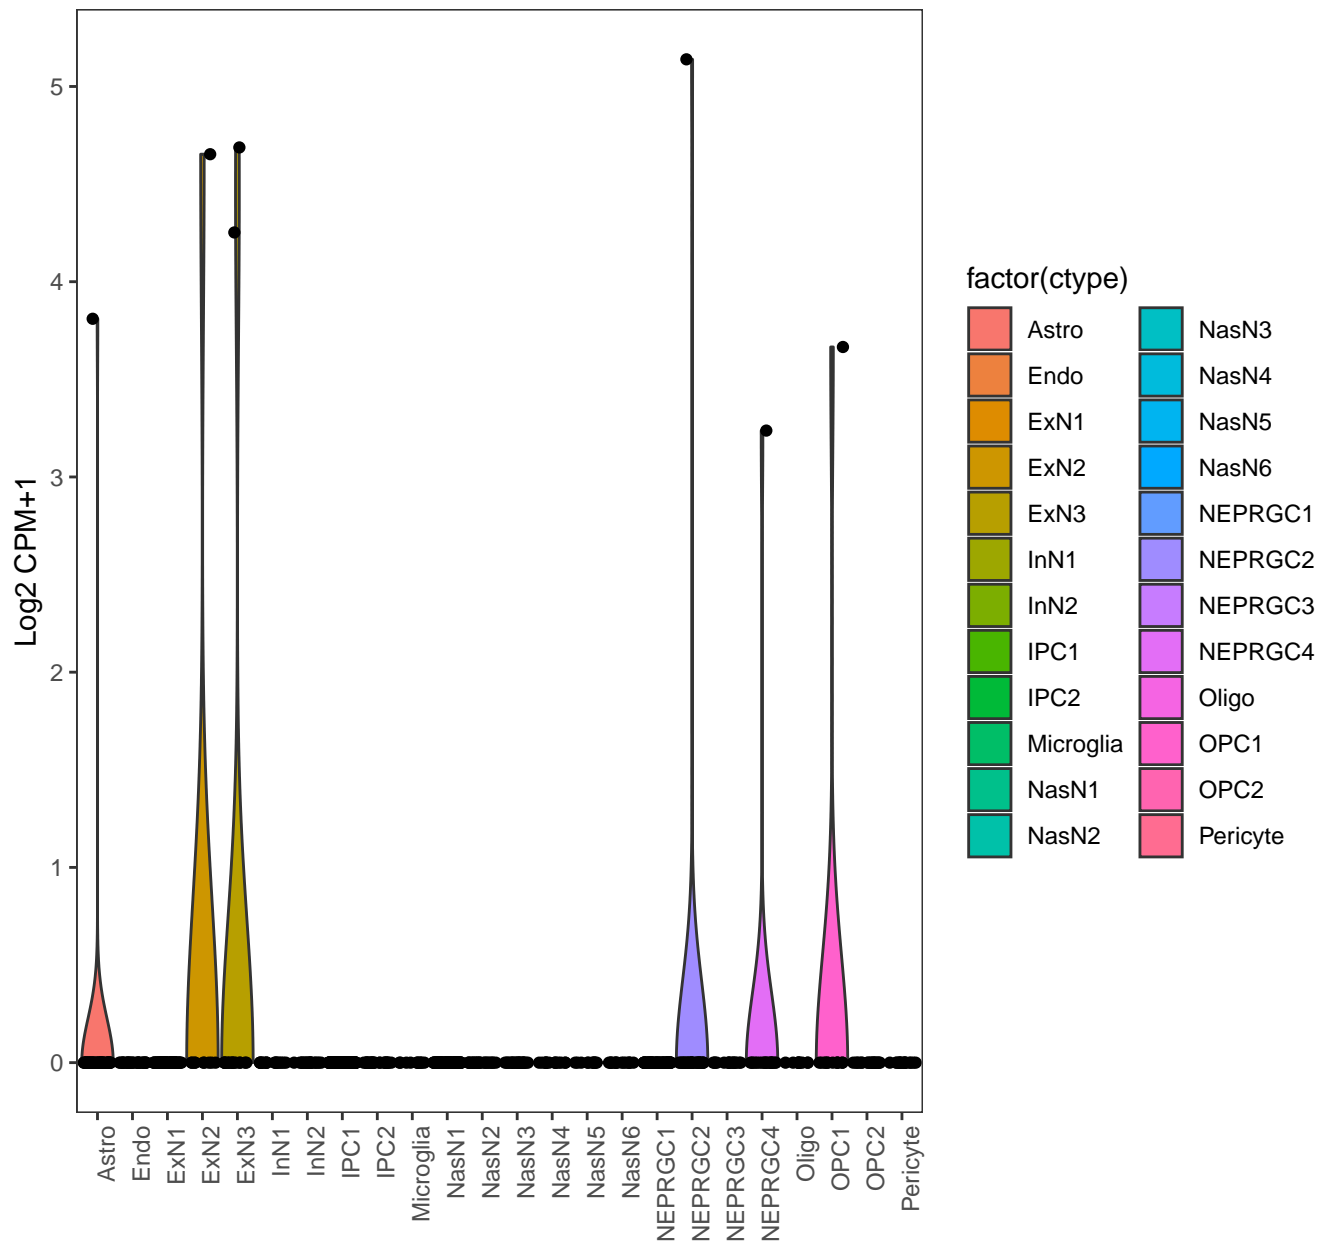 5
4
3
2
1
0
Log2 CPM+1
Astro
Endo
ExN1
ExN2
ExN3
InN1
InN2
IPC1
IPC2
Microglia
NasN1
NasN2
NasN3
NasN4
NasN5
NasN6
NEPRGC1
NEPRGC2
NEPRGC3
NEPRGC4
Oligo
OPC1
OPC2
Pericyte
factor(ctype)
Astro
Endo
ExN1
ExN2
ExN3
InN1
InN2
IPC1
IPC2
Microglia
NasN1
NasN2
NasN3
NasN4
NasN5
NasN6
NEPRGC1
NEPRGC2
NEPRGC3
NEPRGC4
Oligo
OPC1
OPC2
Pericyte